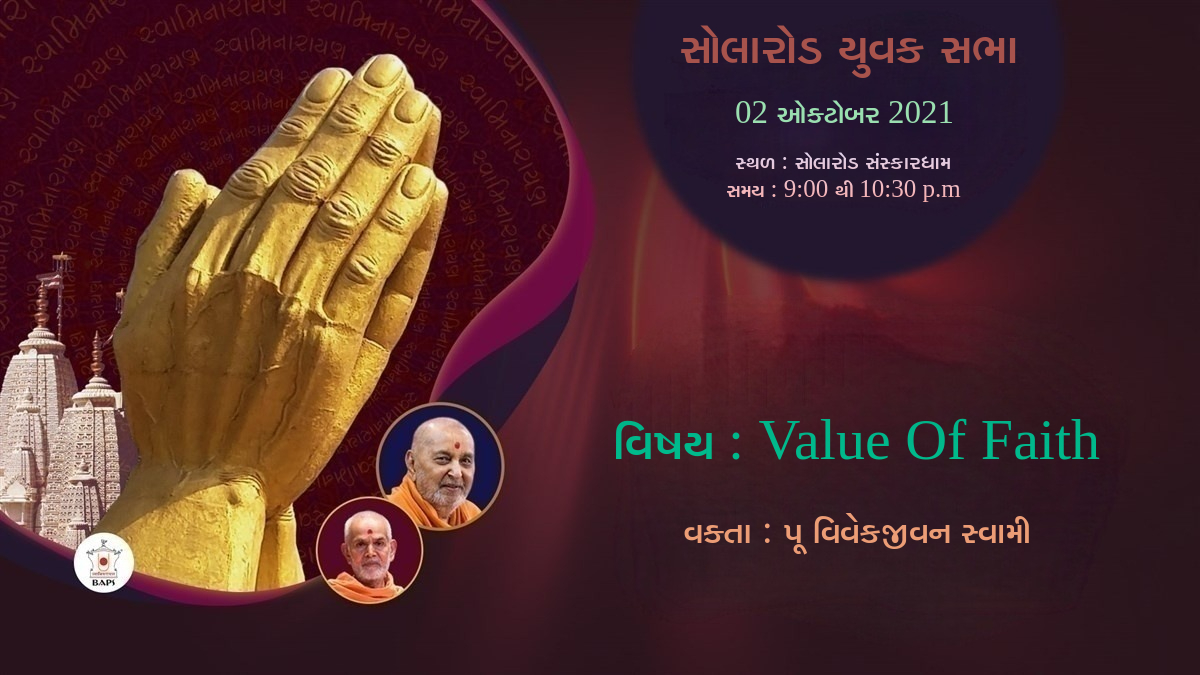 સોલારોડ યુવક સભા
02 ઓક્ટોબર 2021
સ્થળ : સોલારોડ સંસ્કારધામ
સમય : 9:00 થી 10:30 p.m
વિષય : Value Of Faith
વક્તા : પૂ વિવેકજીવન સ્વામી
સ્વામિનારાયણ
BAPS